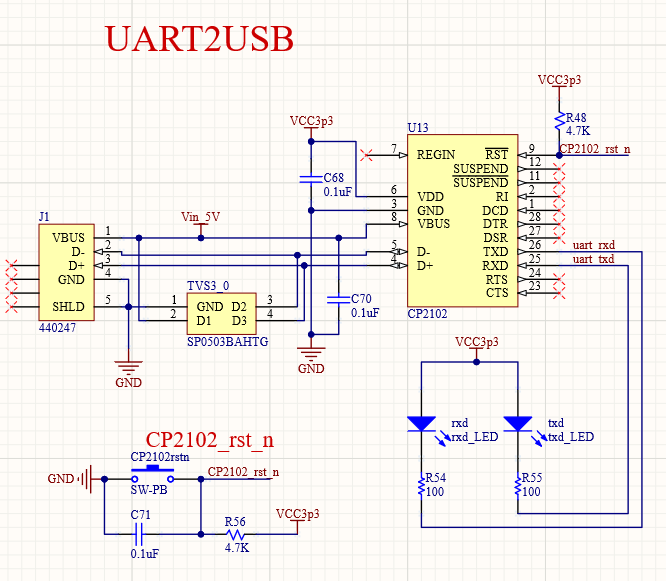 UART2USB
VCC3p3
R48
4.7K
VCC3p3
U13
CP2102_rst_n
7 REGIN RST 9
SUSPEND 12
SUSPEND 11
C68
0.1uF
6 VDD RI 2
3 GND DCD 1
8 VBUS DTR 28
DSR 27
5 D- TXD 26 uart_rxd
4 D+ RXD 25 uart_txd
RTS 24
CTS 23
CP2102
J1
Vin_5V
VBUS 1
D- 2
D+ 3
GND 4
SHLD 5
440247
TVS3_0
1 GND D2 3
2 D1 D3 4
SP0503BAHTG
C70
0.1uF
GND
GND
VCC3p3
rxd
rxd_LED
txd
txd_LED
R54
100
R55
100
CP2102_rst_n
CP2102rstn
GND
SW-PB
CP2102_rst_n
C71
0.1uF
R56
4.7K
VCC3p3